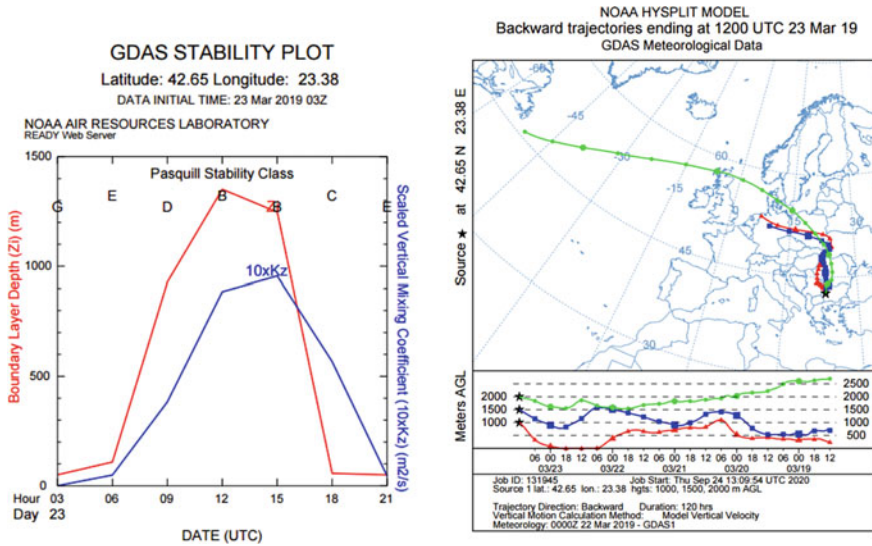 GDAS STABILITY PLOT
Latitude: 42.65 Longitude: 23.38
DATA INITIAL TIME: 23 Mar 2019 03Z
NOAA AIR RESOURCES LABORATORY
READY Web Server
Pasquill Stability Class
G E D B B C E
Zi
10xKz
Boundary Layer Depth (Zi) (m)
1500
1000
500
0
Scaled Vertical Mixing Coefficient (10xKz) (m2/s)
Hour 03 06 09 12 15 18 21
Day 23
DATE (UTC)
NOAA HYSPLIT MODEL
Backward trajectories ending at 1200 UTC 23 Mar 19
GDAS Meteorological Data
Source ★ at 42.65 N 23.38 E
-60
-45
-30
-15
60
15
30
45
45
30
Meters AGL
2000
1500
1000
2500
2000
1500
1000
500
06 00 18 12 06 00 18 12 06 00 18 12 06 00 18 12 06 00 18 12
03/23 03/22 03/21 03/20 03/19
Job ID: 131945 Job Start: Thu Sep 24 13:09:54 UTC 2020
Source 1 lat.: 42.65 lon.: 23.38 hgts: 1000, 1500, 2000 m AGL
Trajectory Direction: Backward Duration: 120 hrs
Vertical Motion Calculation Method: Model Vertical Velocity
Meteorology: 0000Z 22 Mar 2019 - GDAS1